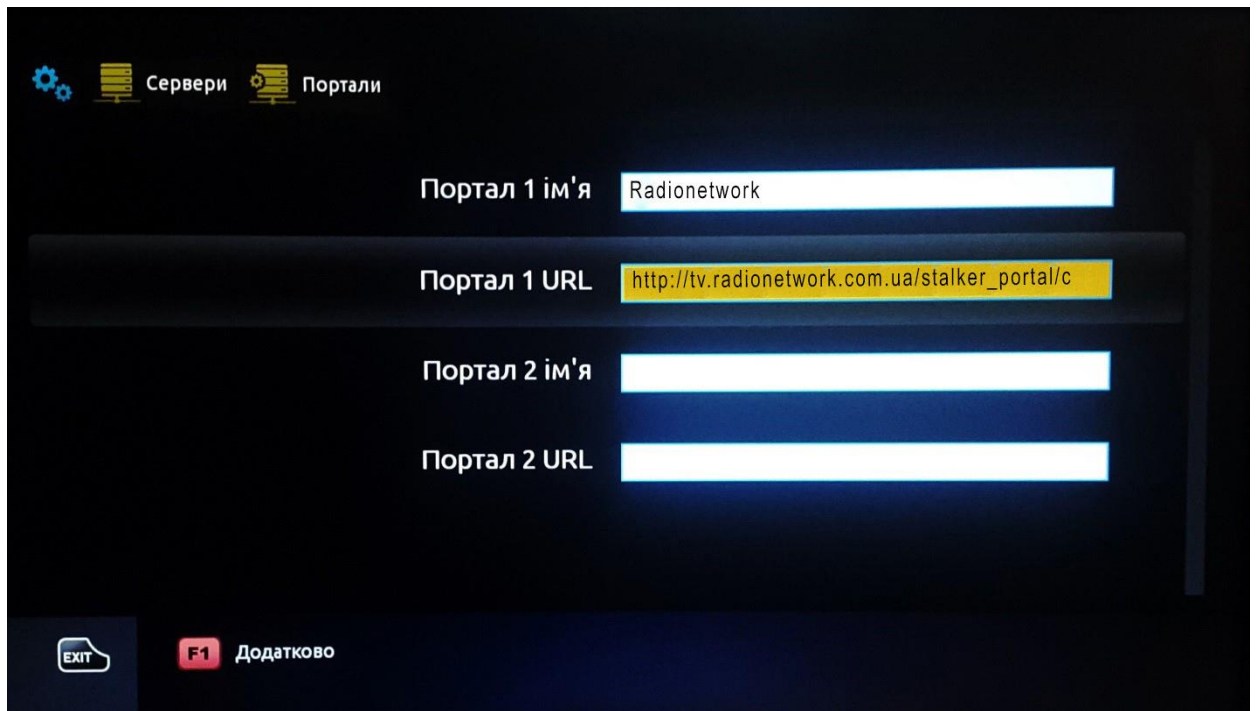 Сервери Портали
Портал 1 ім'я Radionetwork
Портал 1 URL http://tv.radionetwork.com.ua/stalker_portal/c
Портал 2 ім'я
Портал 2 URL
EXIT F1 Додатково